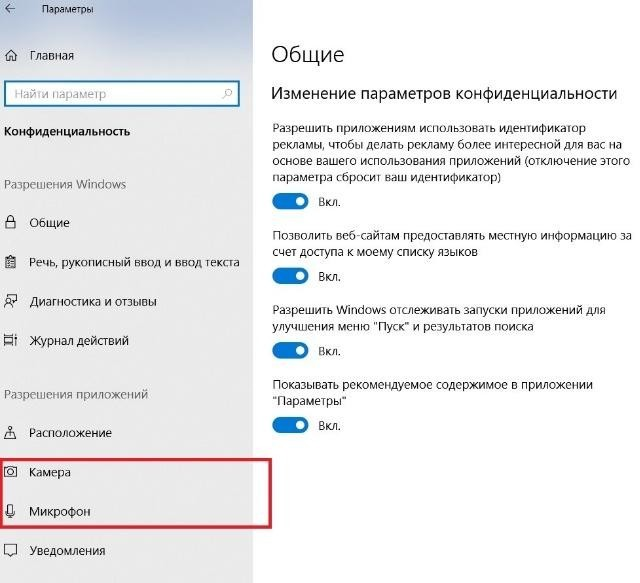 Параметры
Главная
Найти параметр
Конфиденциальность
Разрешения Windows
Общие
Речь, рукописный ввод и ввод текста
Диагностика и отзывы
Журнал действий
Разрешения приложений
Расположение
Камера
Микрофон
Уведомления
Общие
Изменение параметров конфиденциальности
Разрешить приложениям использовать идентификатор
рекламы, чтобы делать рекламу более интересной для вас на
основе вашего использования приложений (отключение этого
параметра сбросит ваш идентификатор)
Вкл.
Позволить веб-сайтам предоставлять местную информацию за
счет доступа к моему списку языков
Вкл.
Разрешить Windows отслеживать запуски приложений для
улучшения меню "Пуск" и результатов поиска
Вкл.
Показывать рекомендуемое содержимое в приложении
"Параметры"
Вкл.